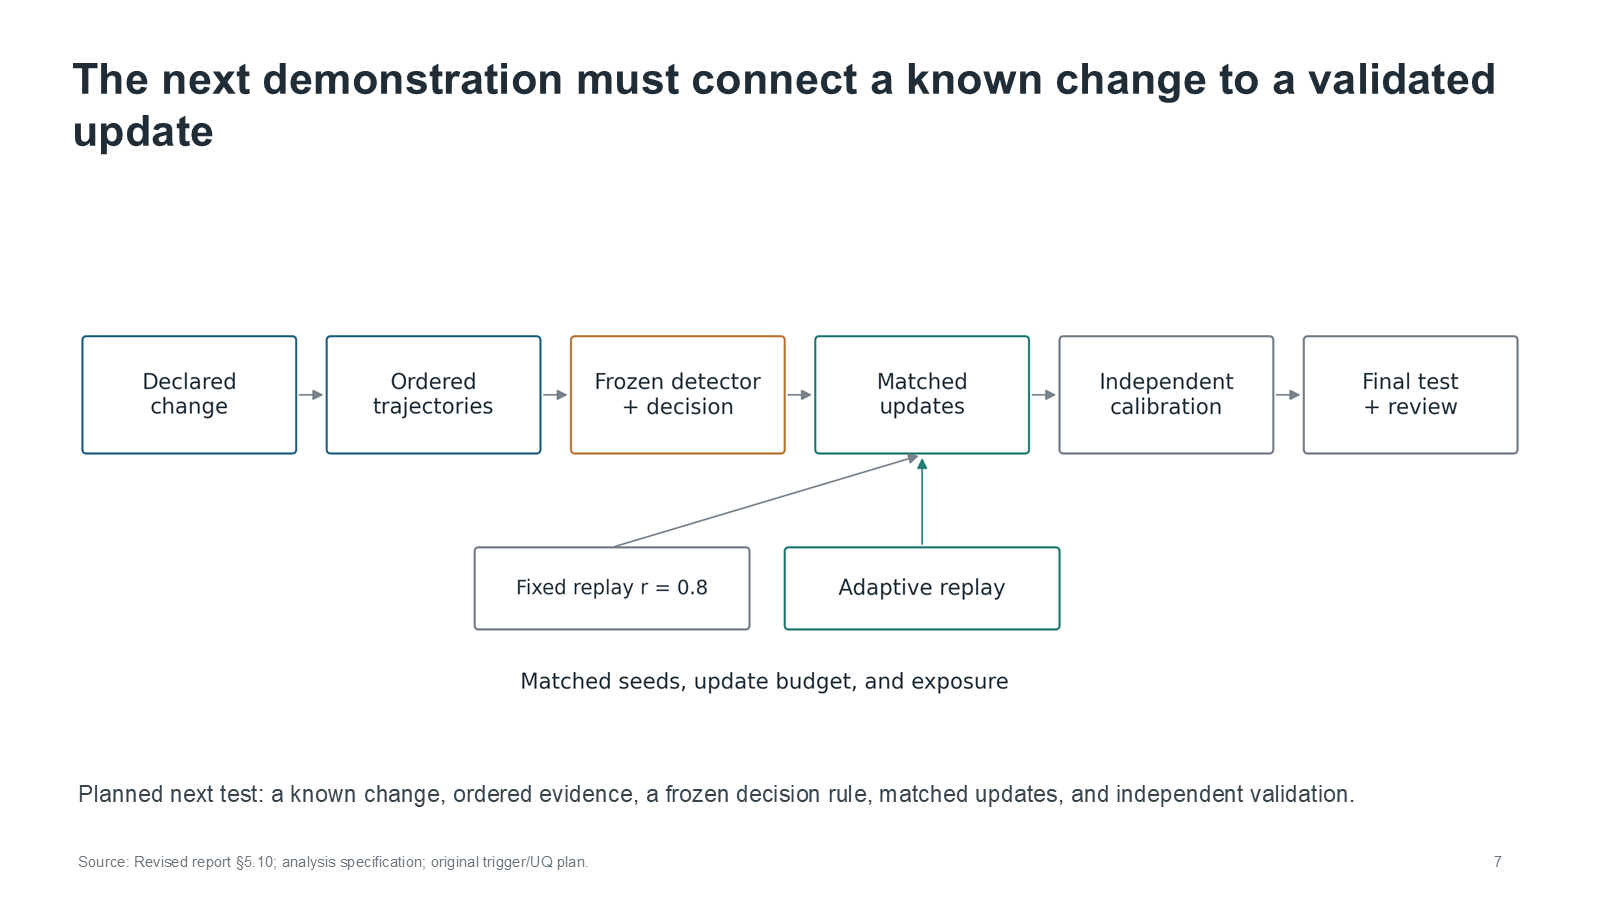 The next demonstration must connect a known change to a validated
update
Declared
change
Ordered
trajectories
Frozen detector
+ decision
Matched
updates
Independent
calibration
Final test
+ review
Fixed replay r = 0.8
Adaptive replay
Matched seeds, update budget, and exposure
Planned next test: a known change, ordered evidence, a frozen decision rule, matched updates, and independent validation.
Source: Revised report §5.10; analysis specification; original trigger/UQ plan.
7